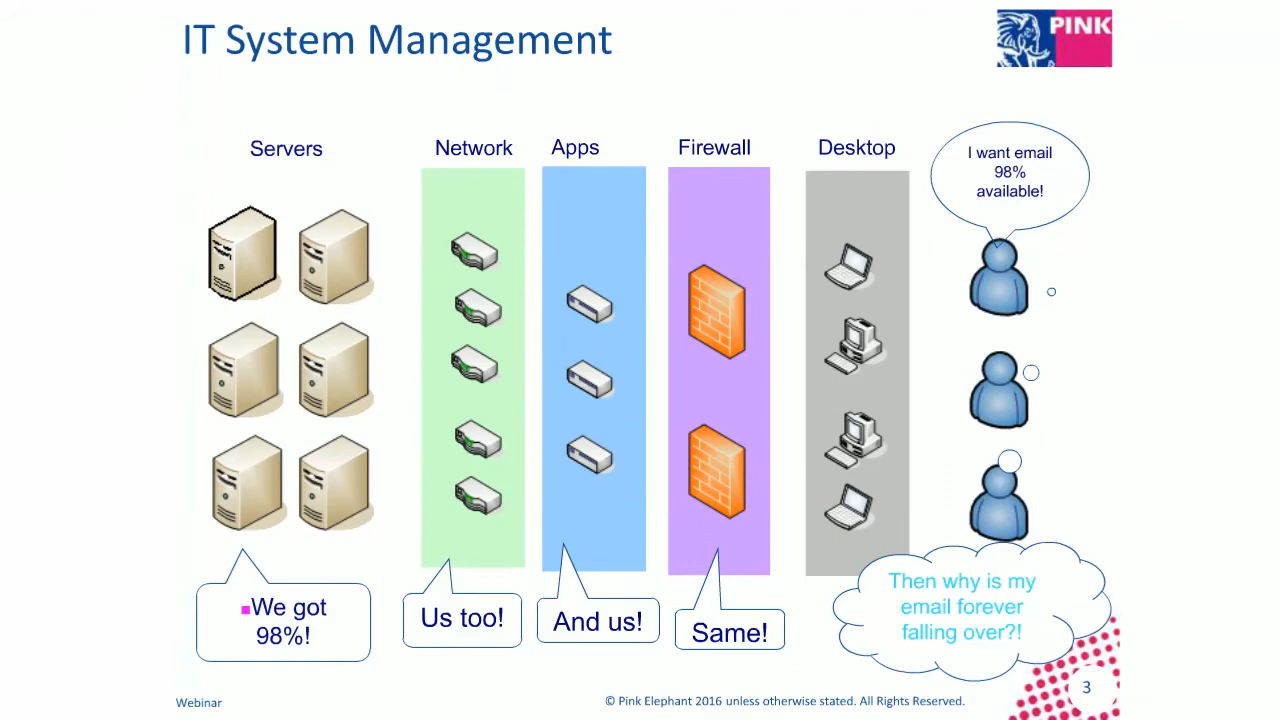 IT System Management
PINK
Servers
Network
Apps
Firewall
Desktop
I want email
98%
available!
We got
98%!
Us too!
And us!
Same!
Then why is my
email forever
falling over?!
Webinar
© Pink Elephant 2016 unless otherwise stated. All Rights Reserved.
3